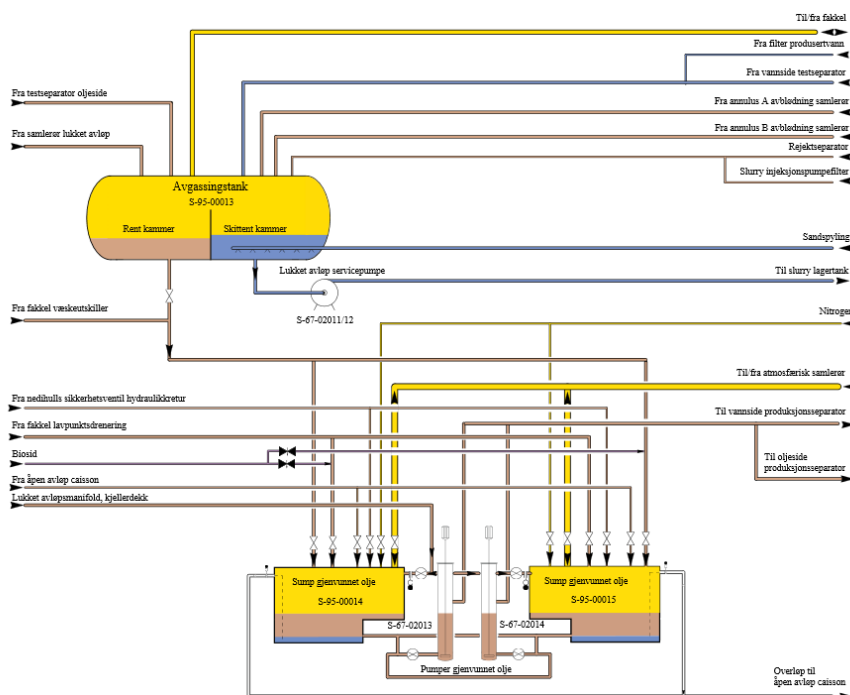 Til/fra fakkel
Fra filter produsertvann
Fra vannside testseparator
Fra testseparator oljeside
Fra annulus A avblødning samlerør
Fra annulus B avblødning samlerør
Fra samlerør lukket avløp
Rejektseparator
Slurry injeksjonspumpefilter
Avgassingstank
S-95-00013
Rent kammer
Skittent kammer
Sandspyling
Lukket avløp servicepumpe
Til slurry lagertank
S-67-02011/12
Fra fakkel væskeutskiller
Nitrogen
Til/fra atmosfærisk samlerør
Fra nedihulls sikkerhetsventil hydraulikkretur
Til vannside produksjonsseparator
Fra fakkel lavpunktsdrenering
Biosid
Til oljeside
produksjonsseparator
Fra åpen avløp caisson
Lukket avløpsmanifold, kjellerdekk
Sump gjenvunnet olje
S-95-00014
Sump gjenvunnet olje
S-95-00015
S-67-02013
S-67-02014
Pumper gjenvunnet olje
Overløp til
åpen avløp caisson